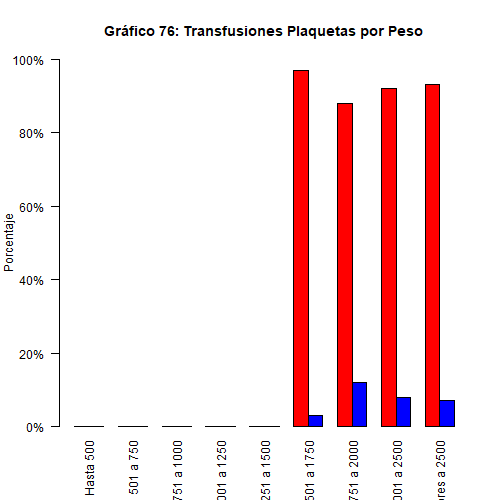 Gráfico 76: Transfusiones Plaquetas por Peso
100%
80%
60%
40%
20%
0%
Porcentaje
Hasta 500
501 a 750
751 a 1000
001 a 1250
251 a 1500
501 a 1750
751 a 2000
001 a 2500
ores a 2500